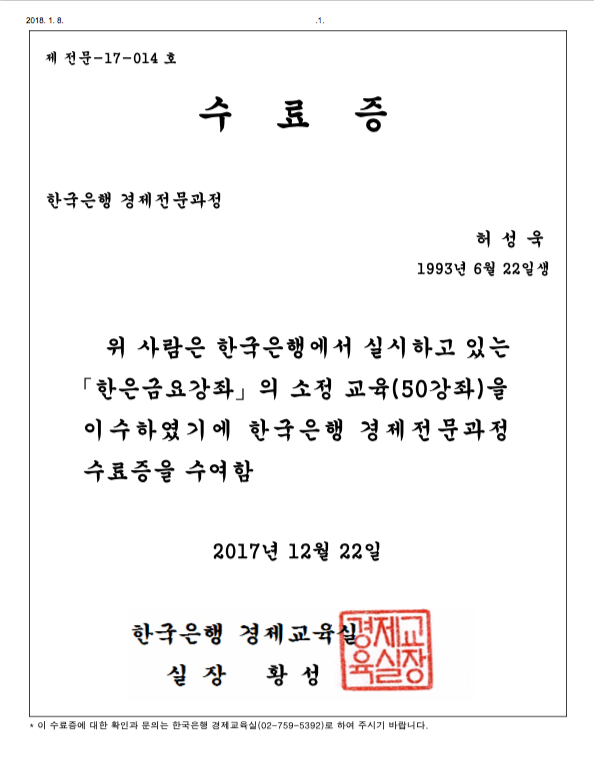 2018. 1. 8.
.1.
제 전문-17-014 호
수 료 증
한국은행 경제전문과정
허 성 욱
1993년 6월 22일생
위 사람은 한국은행에서 실시하고 있는
「한은금요강좌」의 소정 교육(50강좌)을
이수하였기에 한국은행 경제전문과정
수료증을 수여함
2017년 12월 22일
한국은행 경제교육실
실 장 황 성
경제교
육실장
* 이 수료증에 대한 확인과 문의는 한국은행 경제교육실(02-759-5392)로 하여 주시기 바랍니다.